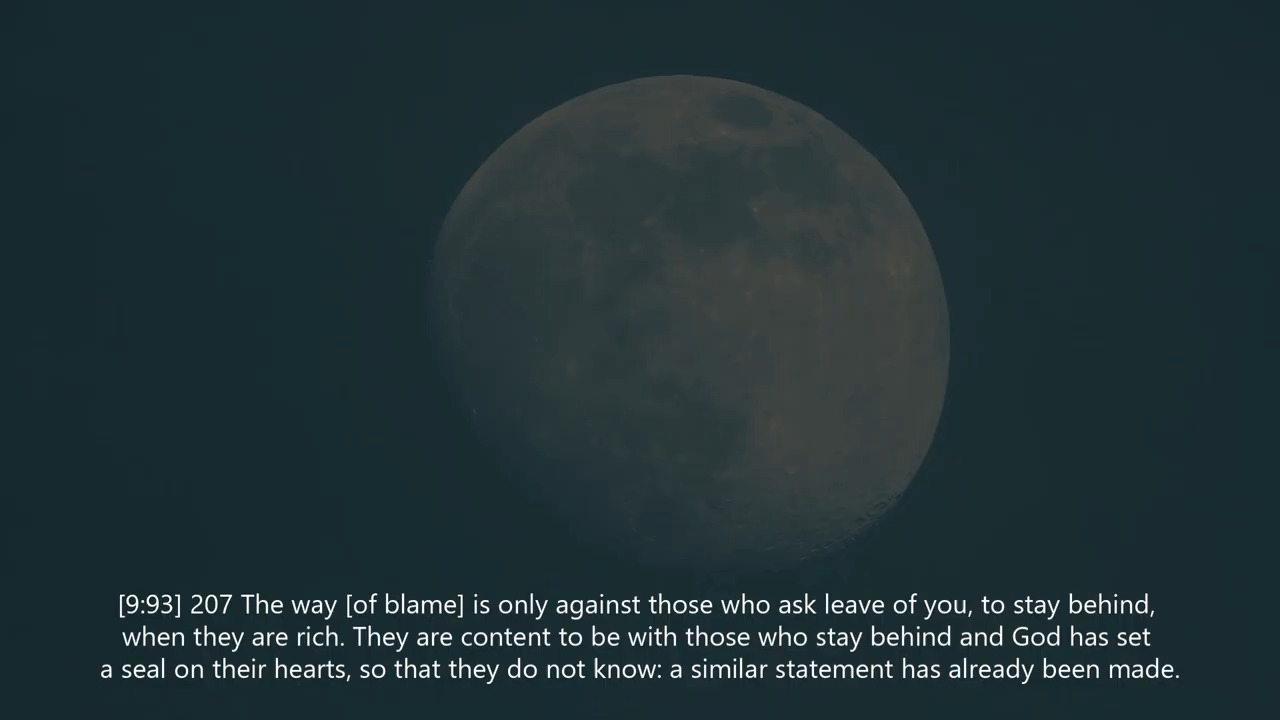 [9:93] 207 The way [of blame] is only against those who ask leave of you, to stay behind,
when they are rich. They are content to be with those who stay behind and God has set
a seal on their hearts, so that they do not know: a similar statement has already been made.